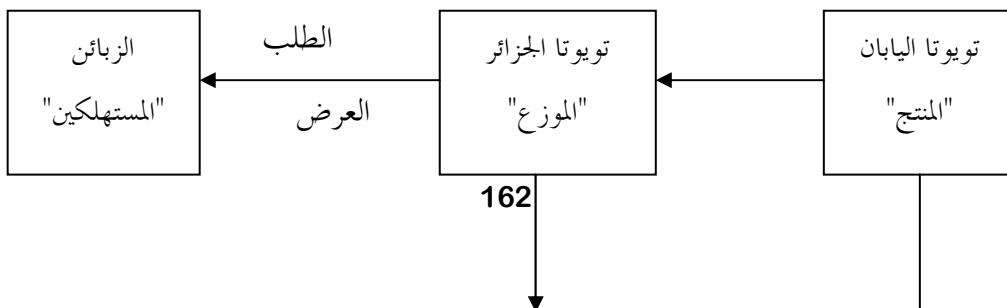 تويوتا اليابان
"المنتج"
تويوتا الجزائر
"الموزع"
الطلب
العرض
الزبائن
"المستهلكين"
162